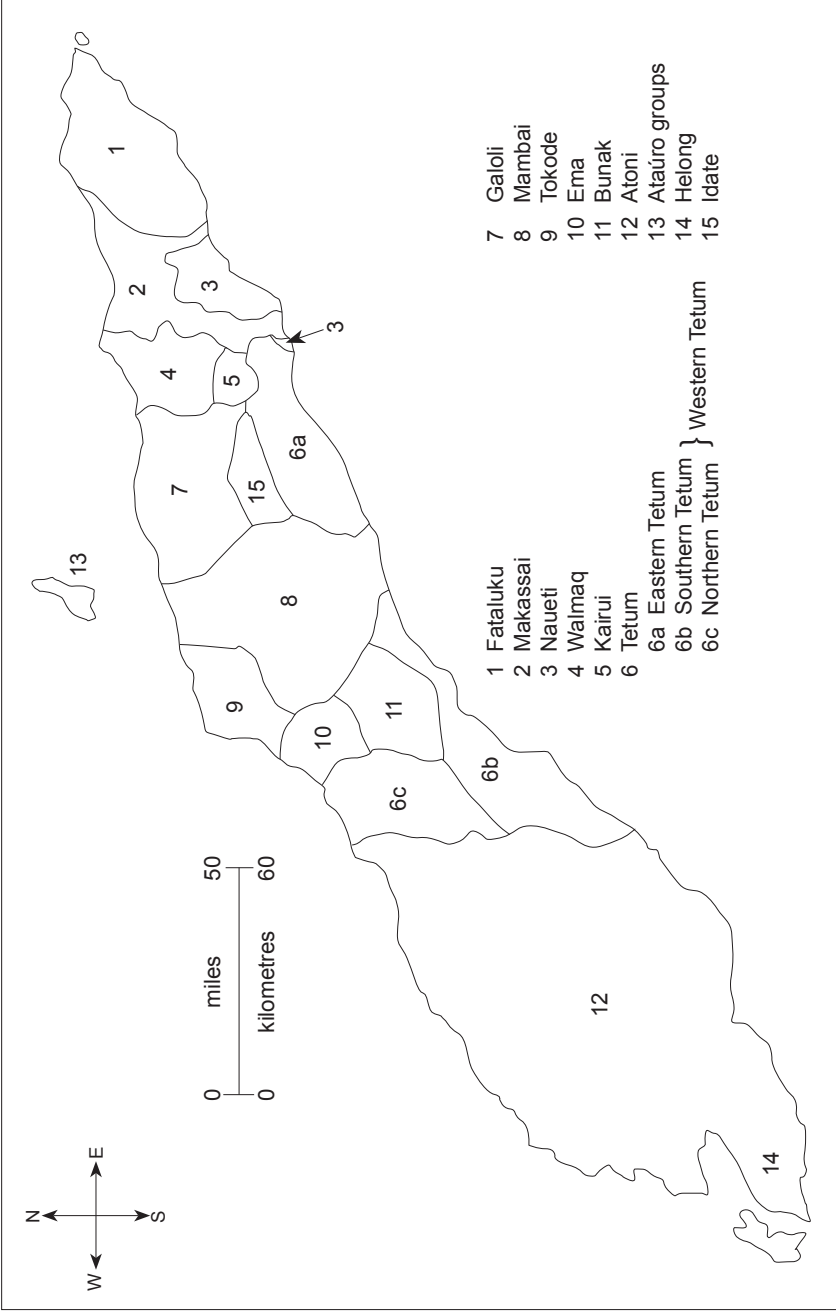 N
W E
S
0 miles 50
0 kilometres 60
13
1
2
3
3
4
5
6a
7
15
8
9
10
11
6c
6b
12
14
1 Fataluku
2 Makassai
3 Naueti
4 Walmaq
5 Kairui
6 Tetum
6a Eastern Tetum
6b Southern Tetum } Western Tetum
6c Northern Tetum
7 Galoli
8 Mambai
9 Tokode
10 Ema
11 Bunak
12 Atoni
13 Ataúro groups
14 Helong
15 Idate